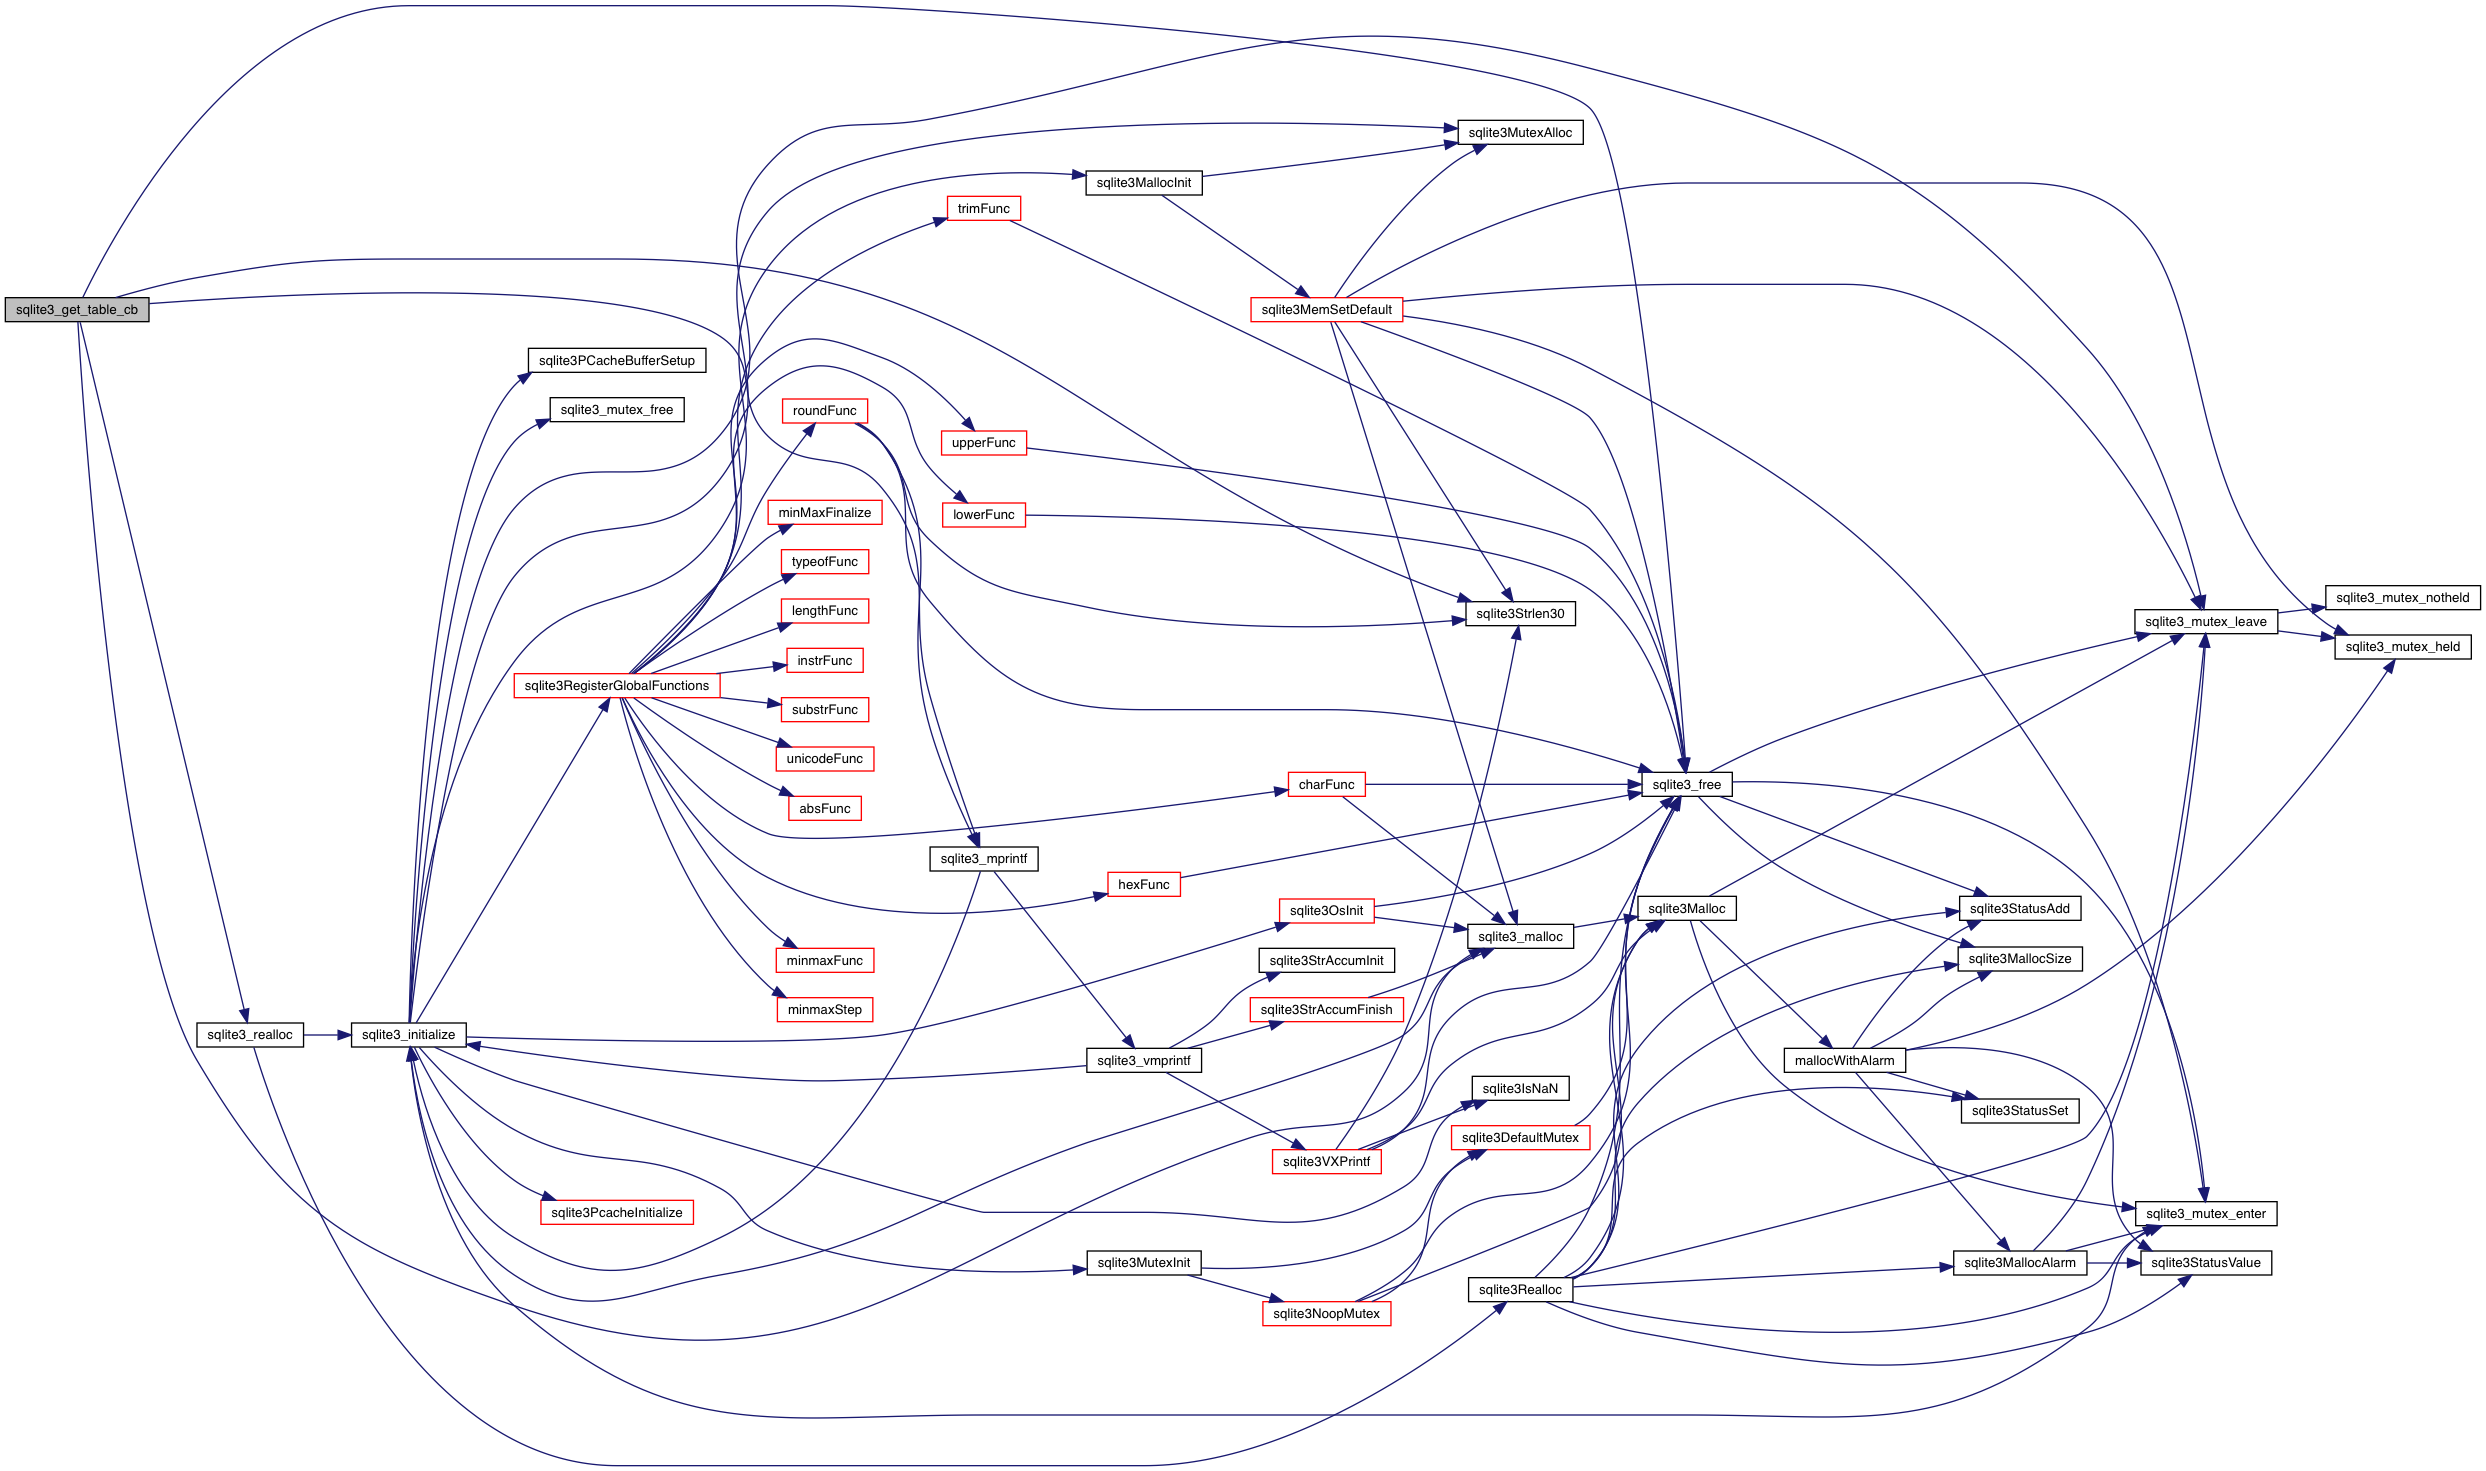 sqlite3_get_table_cb
sqlite3_realloc
sqlite3_initialize
sqlite3PCacheBufferSetup
sqlite3_mutex_free
sqlite3RegisterGlobalFunctions
sqlite3PcacheInitialize
roundFunc
minMaxFinalize
typeofFunc
lengthFunc
instrFunc
substrFunc
unicodeFunc
absFunc
minmaxFunc
minmaxStep
trimFunc
upperFunc
lowerFunc
sqlite3_mprintf
sqlite3MallocInit
hexFunc
sqlite3_vmprintf
sqlite3MutexInit
sqlite3MemSetDefault
charFunc
sqlite3OsInit
sqlite3StrAccumInit
sqlite3StrAccumFinish
sqlite3VXPrintf
sqlite3NoopMutex
sqlite3MutexAlloc
sqlite3Strlen30
sqlite3_malloc
sqlite3IsNaN
sqlite3DefaultMutex
sqlite3Realloc
sqlite3_free
sqlite3Malloc
mallocWithAlarm
sqlite3StatusAdd
sqlite3MallocSize
sqlite3StatusSet
sqlite3MallocAlarm
sqlite3_mutex_leave
sqlite3_mutex_enter
sqlite3StatusValue
sqlite3_mutex_notheld
sqlite3_mutex_held